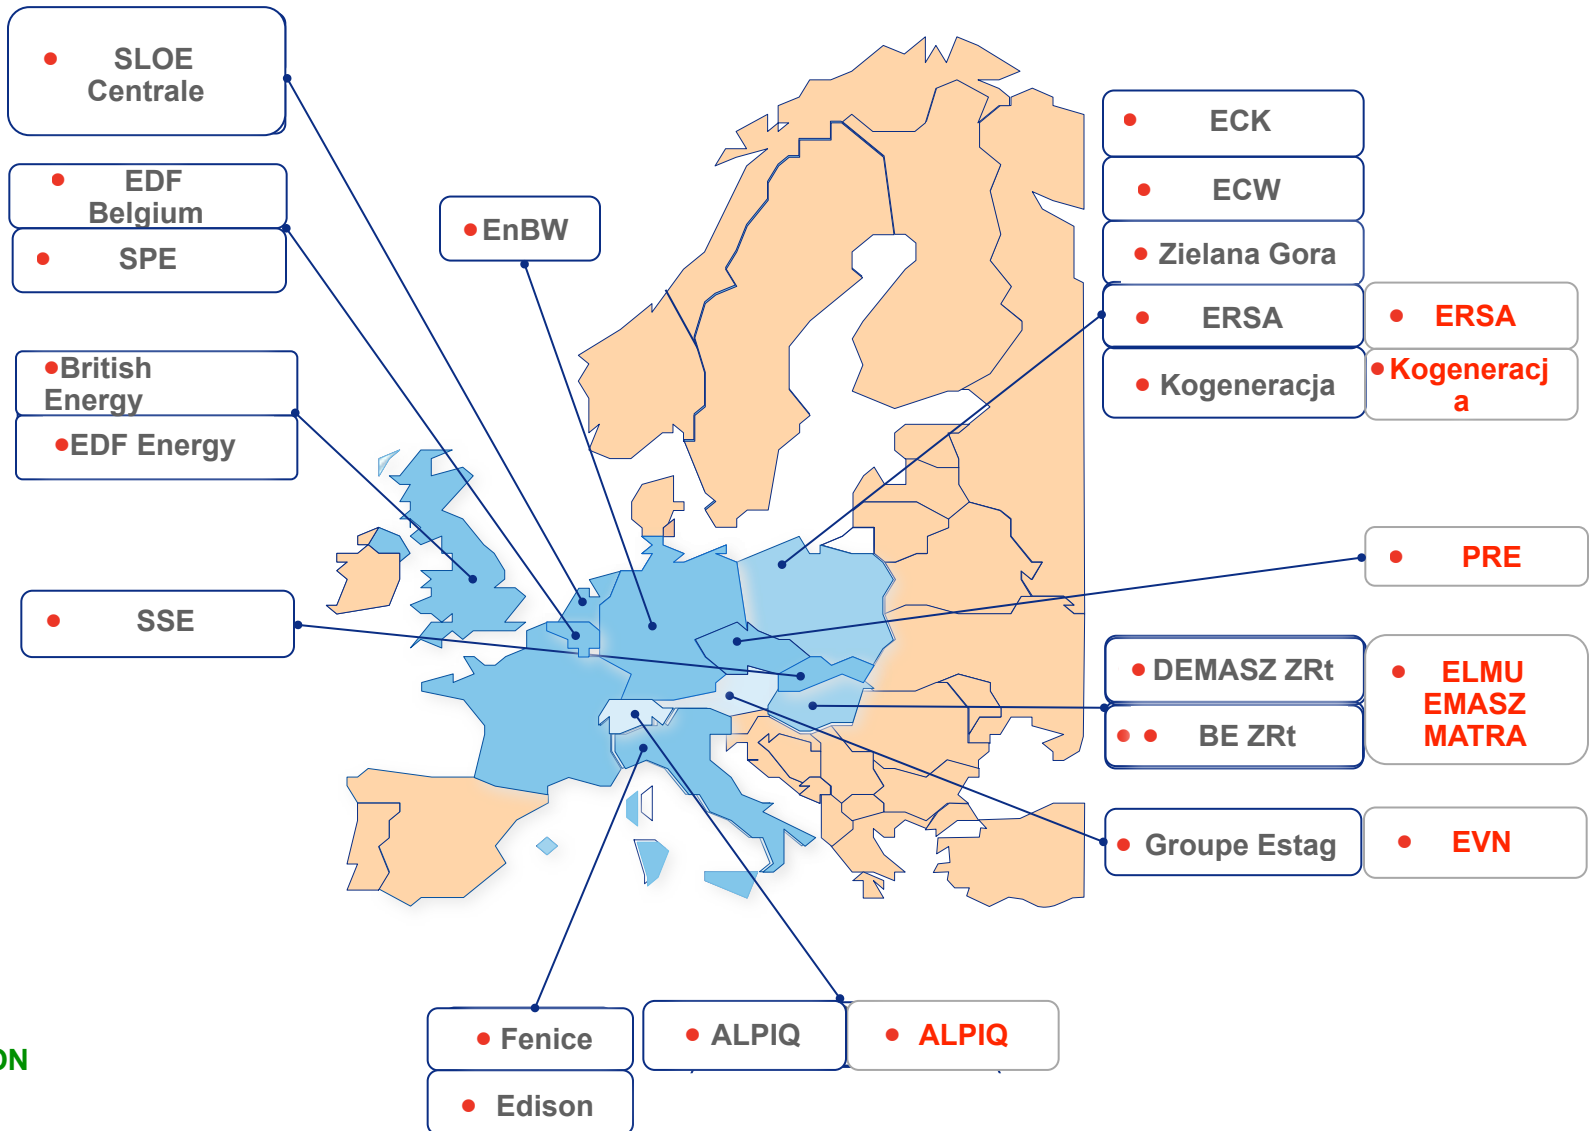 SLOE
Centrale
EDF
Belgium
SPE
British
Energy
EDF Energy
SSE
EnBW
ECK
ECW
Zielana Gora
ERSA
ERSA
Kogeneracja
Kogeneracj
a
PRE
DEMASZ ZRt
BE ZRt
ELMU
EMASZ
MATRA
Groupe Estag
EVN
Fenice
Edison
ALPIQ
ALPIQ
ON